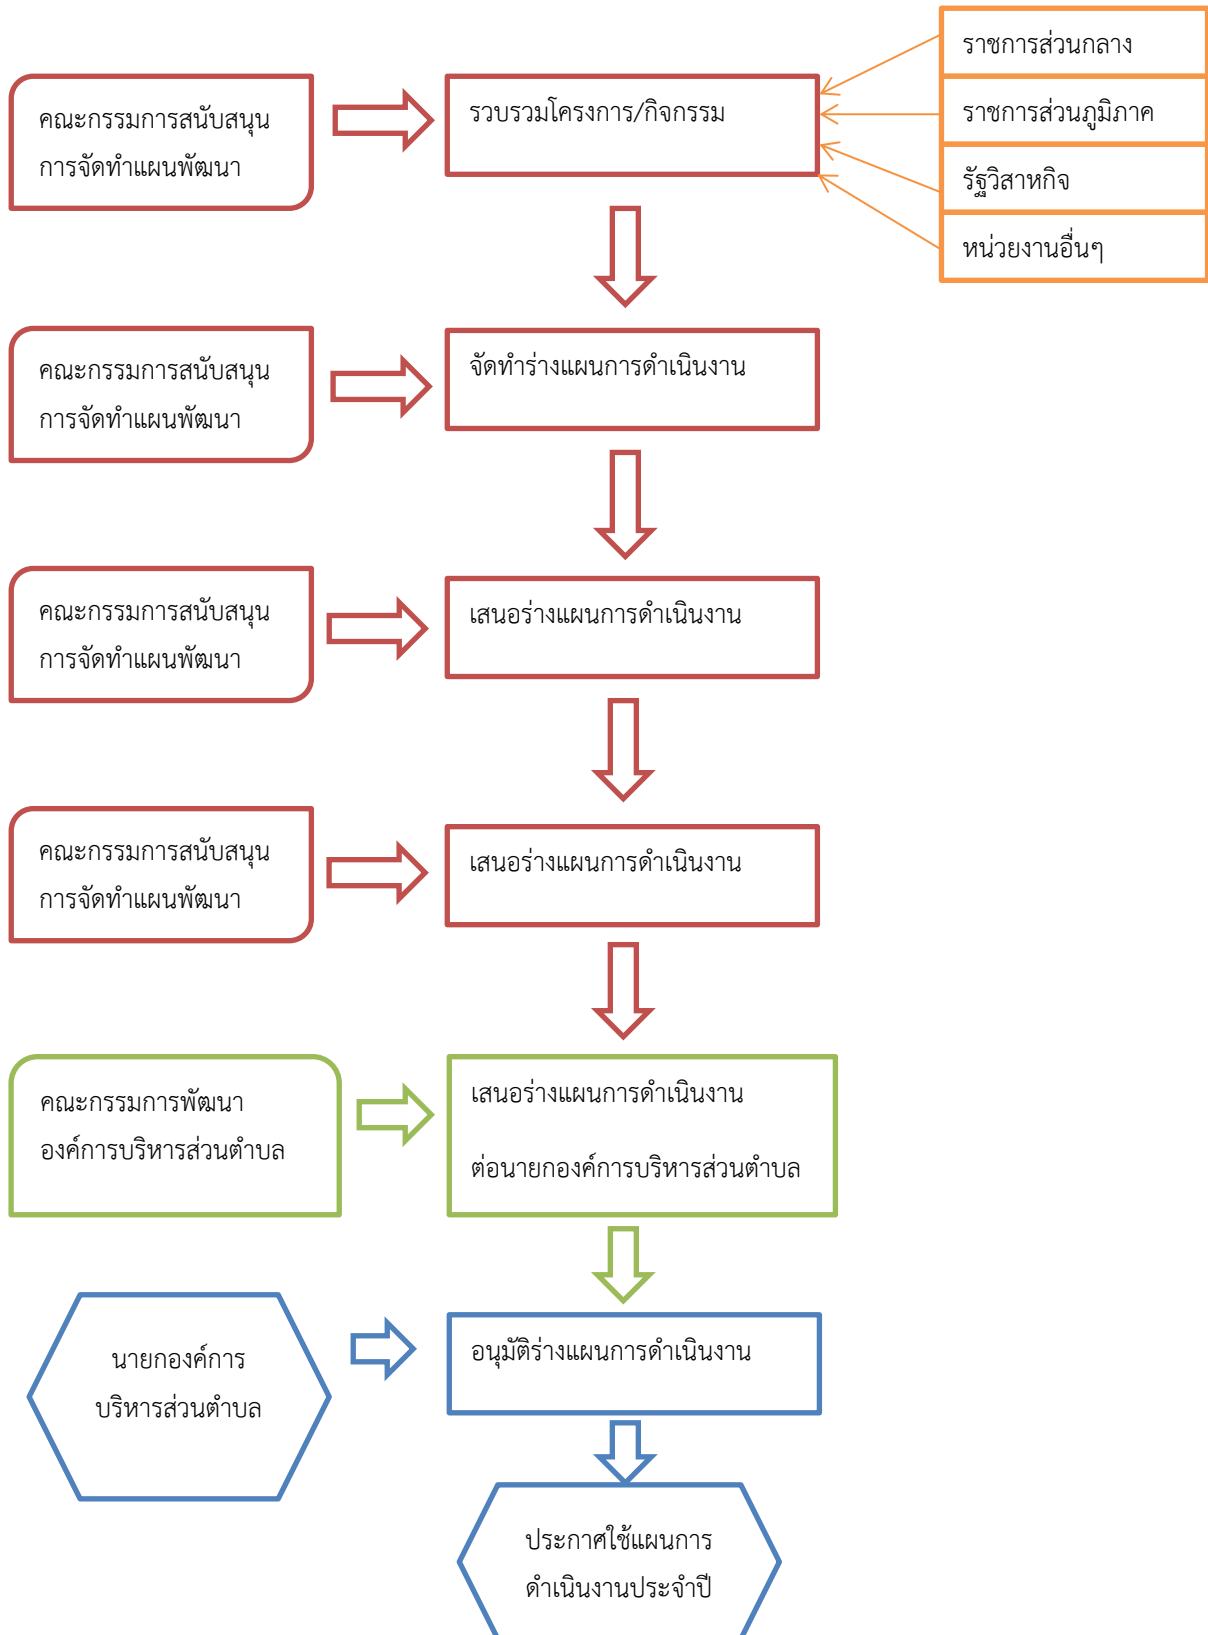 ราชการส่วนกลาง
ราชการส่วนภูมิภาค
รัฐวิสาหกิจ
หน่วยงานอื่นๆ
คณะกรรมการสนับสนุน
การจัดทำแผนพัฒนา
รวบรวมโครงการ/กิจกรรม
คณะกรรมการสนับสนุน
การจัดทำแผนพัฒนา
จัดทำร่างแผนการดำเนินงาน
คณะกรรมการสนับสนุน
การจัดทำแผนพัฒนา
เสนอร่างแผนการดำเนินงาน
คณะกรรมการสนับสนุน
การจัดทำแผนพัฒนา
เสนอร่างแผนการดำเนินงาน
คณะกรรมการพัฒนา
องค์การบริหารส่วนตำบล
เสนอร่างแผนการดำเนินงาน
ต่อนายกองค์การบริหารส่วนตำบล
นายกองค์การ
บริหารส่วนตำบล
อนุมัติร่างแผนการดำเนินงาน
ประกาศใช้แผนการ
ดำเนินงานประจำปี